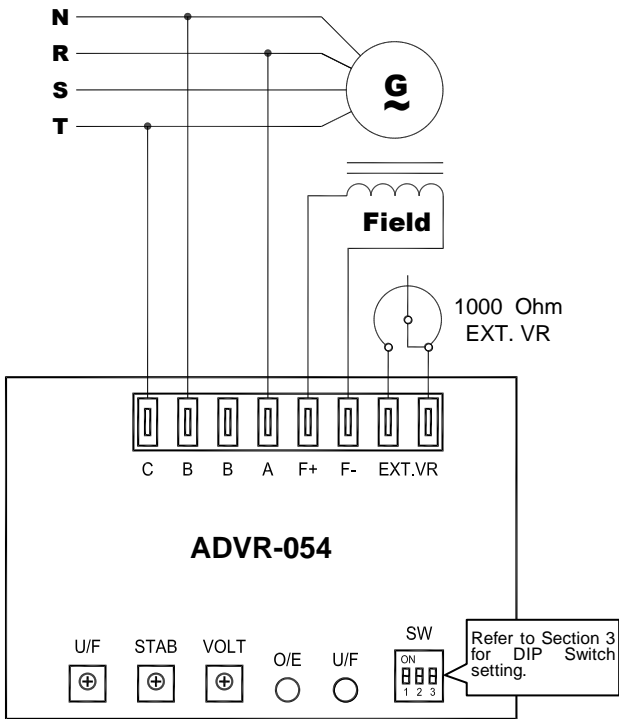 N
R
S
T
G
~
Field
1000 Ohm
EXT. VR
C B B A F+ F- EXT.VR
ADVR-054
U/F STAB VOLT O/E U/F SW
ON
1 2 3
Refer to Section 3
for DIP Switch
setting.